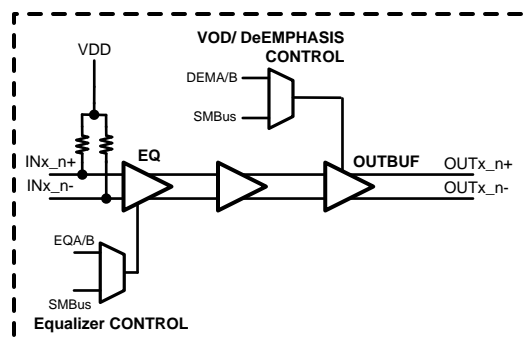 VOD/ DeEMPHASIS
CONTROL
VDD
DEMA/B
SMBus
EQ
OUTBUF
INx_n+
OUTx_n+
INx_n-
OUTx_n-
EQA/B
SMBus
Equalizer CONTROL